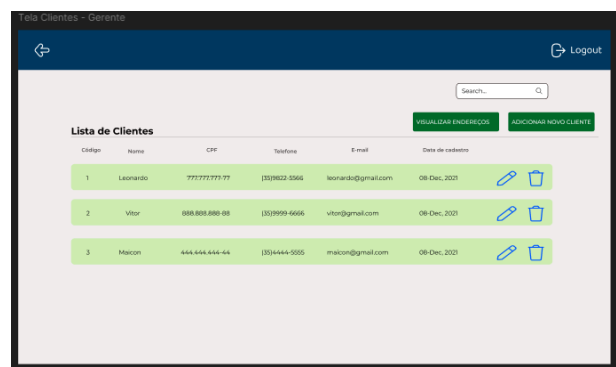 Tela Clientes - Gerente
Logout
Search...
VISUALIZAR ENDEREÇOS ADICIONAR NOVO CLIENTE
Lista de Clientes
Código Nome CPF Telefone E-mail Data de cadastro
1 Leonardo 777.777.777-77 (35)9822-5566 leonardo@gmail.com 08-Dec, 2021
2 Vitor 888.888.888-88 (35)9999-6666 vitor@gmail.com 08-Dec, 2021
3 Maicon 444.444.444-44 (35)4444-5555 maicon@gmail.com 08-Dec, 2021